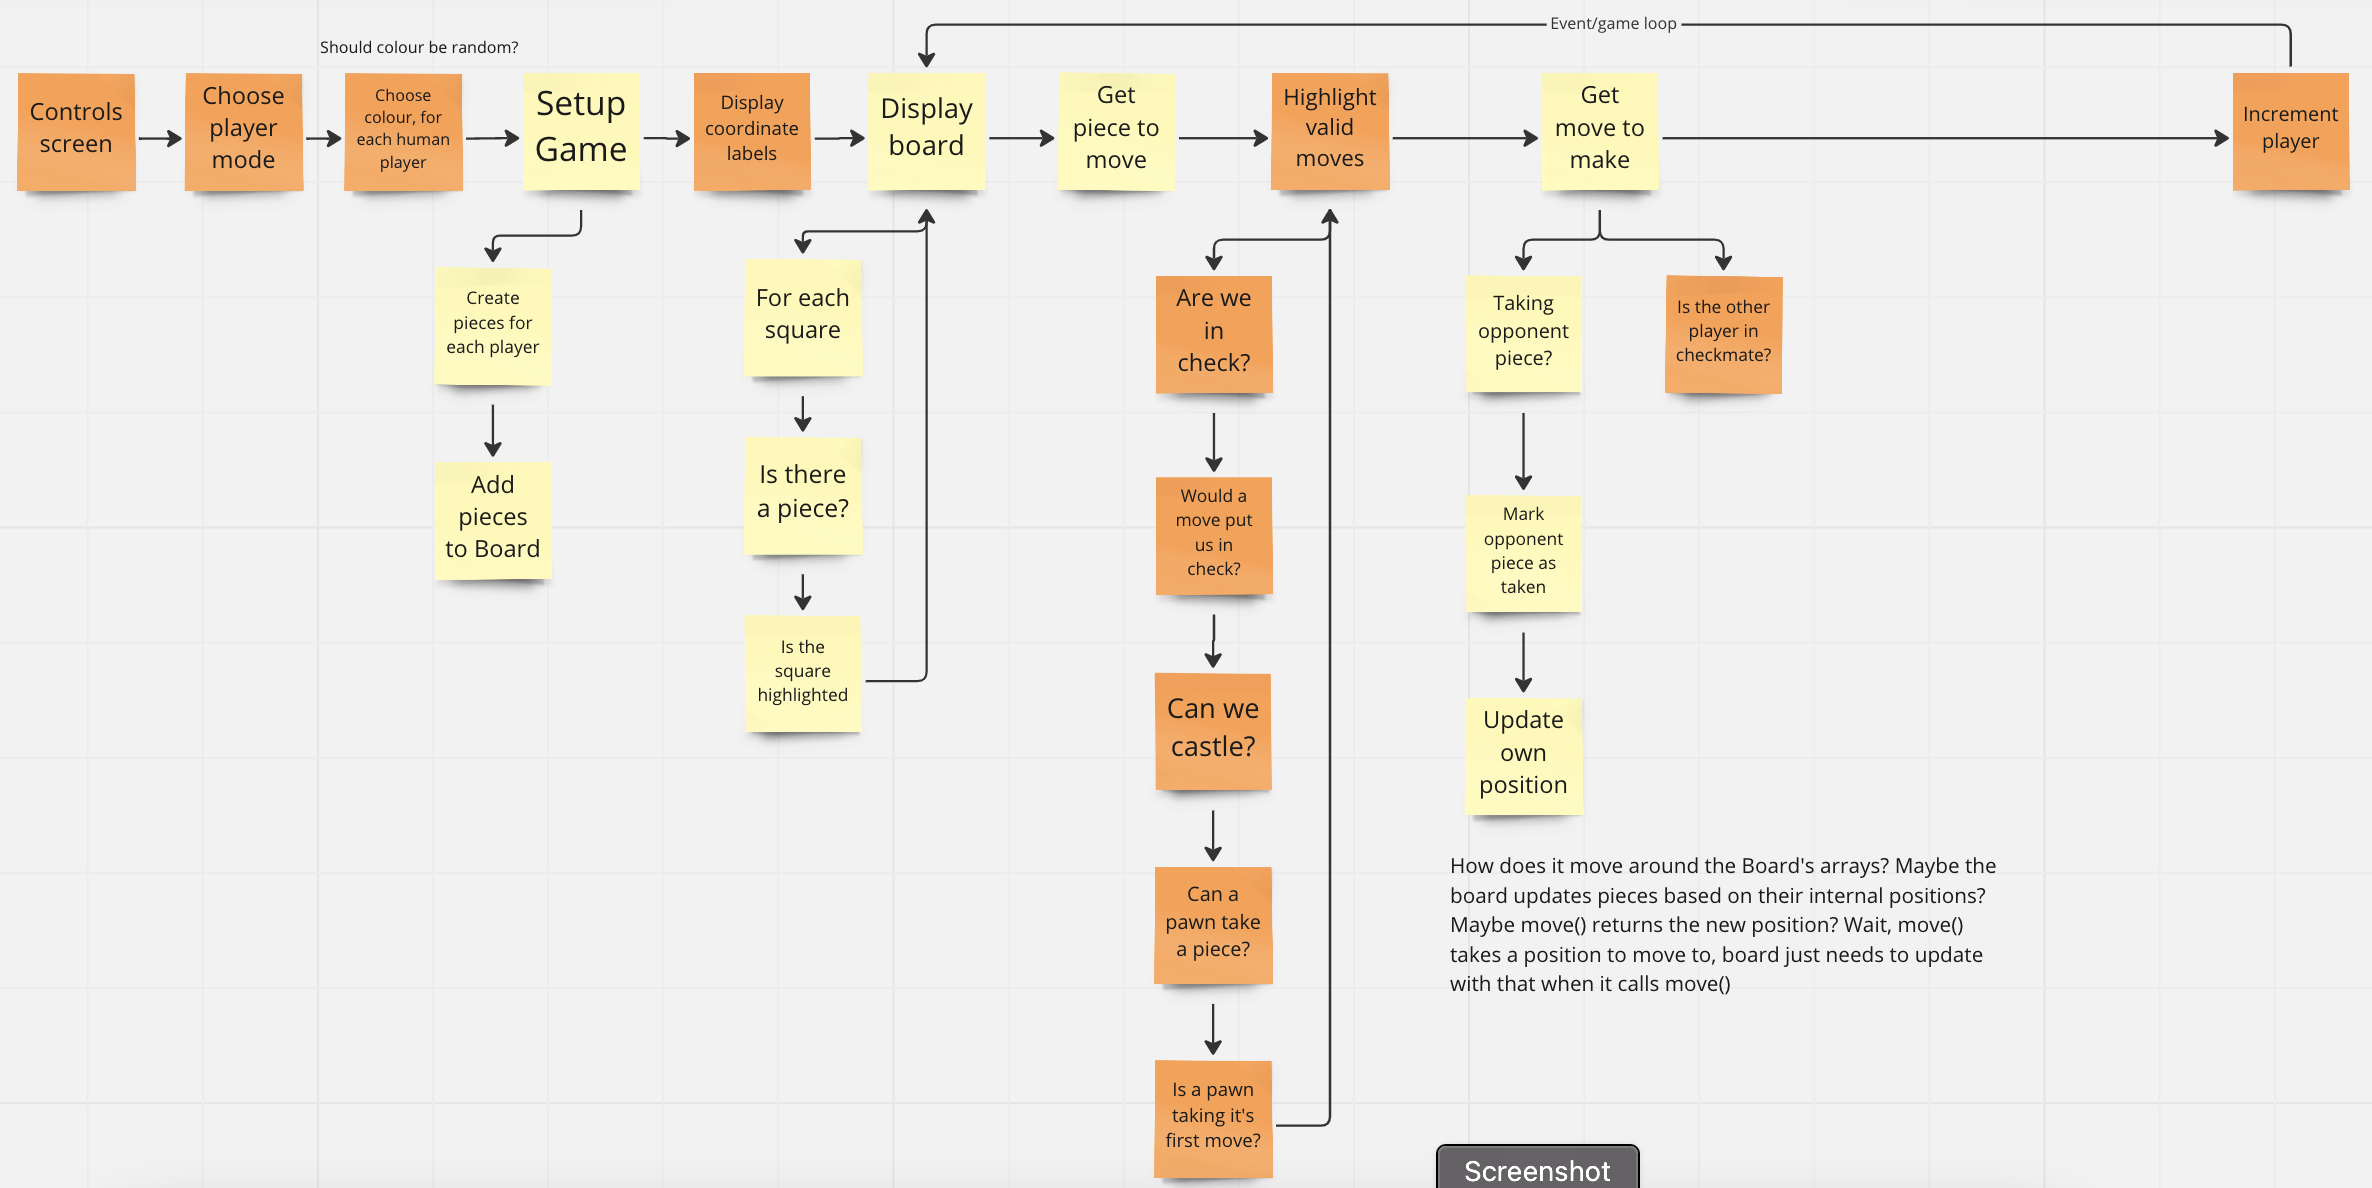 Event/game loop
Should colour be random?
Controls
screen
Choose
player
mode
Choose
colour, for
each human
player
Setup
Game
Display
coordinate
labels
Display
board
Get
piece to
move
Highlight
valid
moves
Get
move to
make
Increment
player
Create
pieces for
each player
Add
pieces
to Board
For each
square
Is there
a piece?
Is the
square
highlighted
Are we
in
check?
Would a
move put
us in
check?
Can we
castle?
Can a
pawn take
a piece?
Is a pawn
taking it's
first move?
Taking
opponent
piece?
Mark
opponent
piece as
taken
Update
own
position
Is the other
player in
checkmate?
How does it move around the Board's arrays? Maybe the
board updates pieces based on their internal positions?
Maybe move() returns the new position? Wait, move()
takes a position to move to, board just needs to update
with that when it calls move()
Screenshot